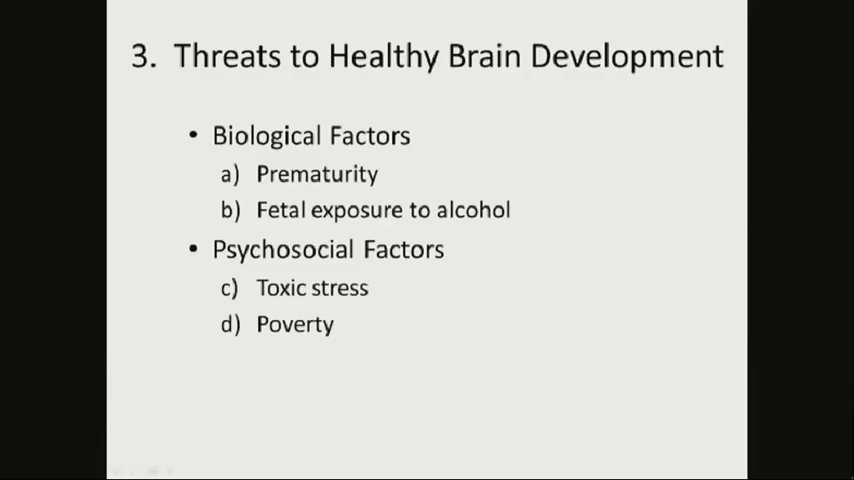 3. Threats to Healthy Brain Development
• Biological Factors
a) Prematurity
b) Fetal exposure to alcohol
• Psychosocial Factors
c) Toxic stress
d) Poverty